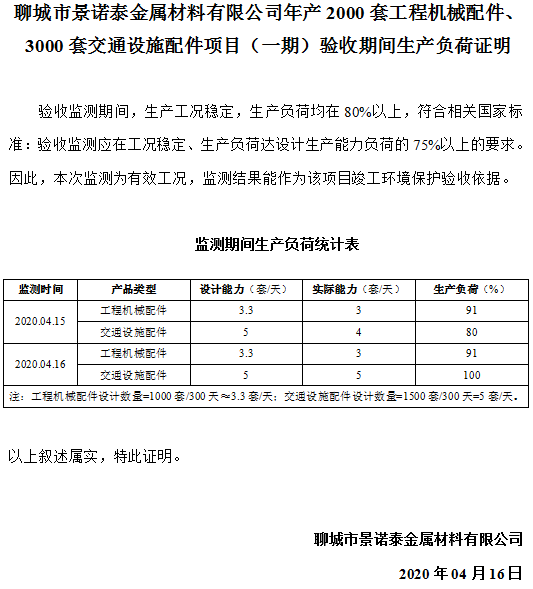 聊城市景诺泰金属材料有限公司年产 2000 套工程机械配件、
3000 套交通设施配件项目（一期）验收期间生产负荷证明
验收监测期间，生产工况稳定，生产负荷均在 80%以上，符合相关国家标
准：验收监测应在工况稳定、生产负荷达设计生产能力负荷的 75%以上的要求。
因此，本次监测为有效工况，监测结果能作为该项目竣工环境保护验收依据。
监测期间生产负荷统计表
监测时间 产品类型 设计能力（套/天） 实际能力（套/天） 生产负荷（%）
2020.04.15 工程机械配件 3.3 3 91
交通设施配件 5 4 80
2020.04.16 工程机械配件 3.3 3 91
交通设施配件 5 5 100
注：工程机械配件设计数量=1000 套/300 天≈3.3 套/天；交通设施配件设计数量=1500 套/300 天=5 套/天。
以上叙述属实，特此证明。
聊城市景诺泰金属材料有限公司
2020 年 04 月 16 日